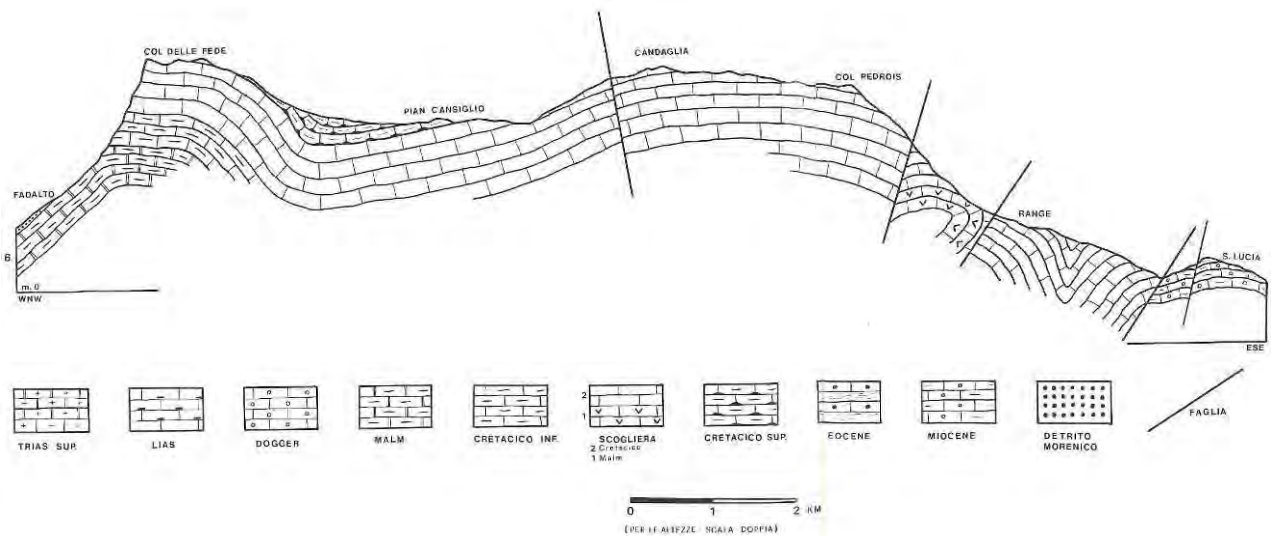 COL DELLE FEDE
CANDAGLIA
COL PEDROIS
PIAN CANSIGLIO
FADALTO
RANGE
S. LUCIA
B.
m. 0
WNW
ESE
TRIAS SUP.
LIAS
DOGGER
MALM
CRETACICO INF.
2
1
SCOGLIERA
2 Cretacico
1 Malm
CRETACICO SUP.
EOCENE
MIOCENE
DETRITO
MORENICO
FAGLIA
0 1 2 KM
(PER LE ALTEZZE SCALA DOPPIA)